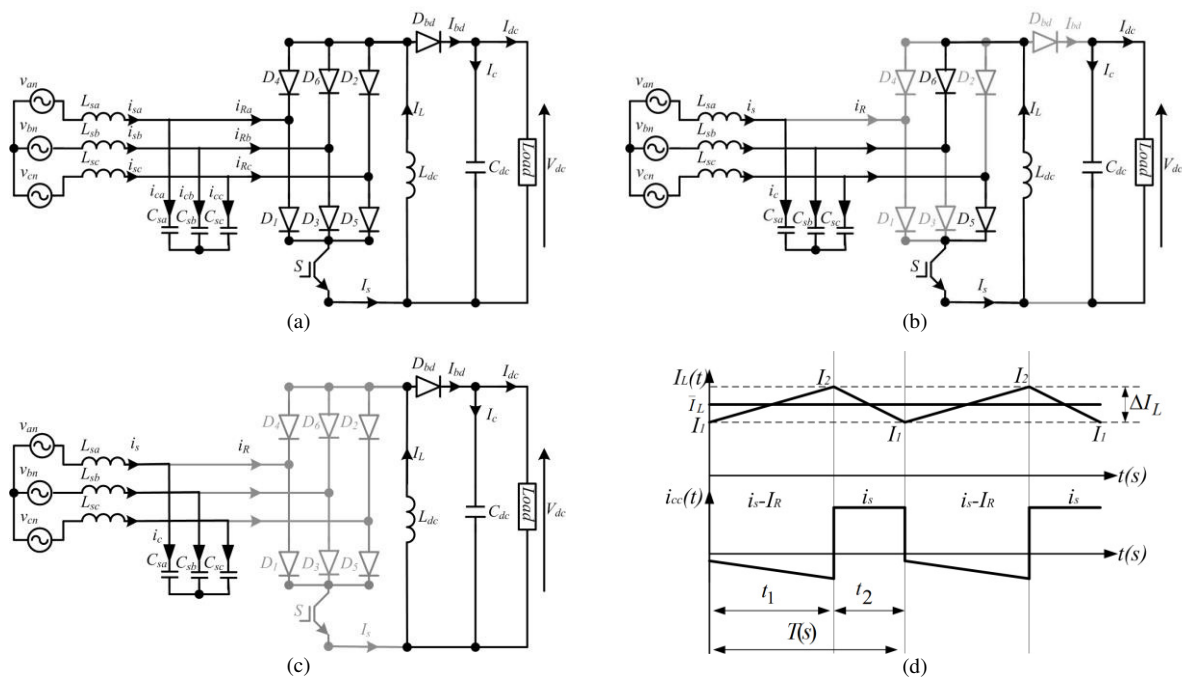 D_bd I_bd I_dc
D_4 D_6 D_2 I_c
v_an L_sa i_sa i_Ra
v_bn L_sb i_sb i_Rb I_L
v_cn L_sc i_sc i_Rc L_dc C_dc Load V_dc
i_ca i_cb i_cc
C_sa C_sb C_sc D_1 D_3 D_5
S I_s
(a)
D_bd I_bd I_dc
D_4 D_6 D_2 I_c
v_an L_sa i_s i_R
v_bn L_sb I_L
v_cn L_sc L_dc C_dc Load V_dc
i_c
C_sa C_sb C_sc D_1 D_3 D_5
S I_s
(b)
D_bd I_bd I_dc
D_4 D_6 D_2 I_c
v_an L_sa i_s i_R
v_bn L_sb I_L
v_cn L_sc L_dc C_dc Load V_dc
i_c
C_sa C_sb C_sc D_1 D_3 D_5
S I_s
(c)
I_L(t) I_2 I_2
Ī_L ΔI_L
I_1 I_1 I_1
t(s)
i_cc(t) i_s-I_R i_s i_s-I_R i_s
t(s)
t_1 t_2
T(s)
(d)